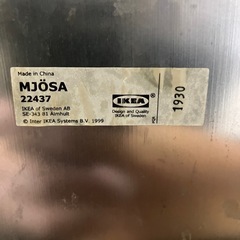 Made in China
MJÖSA
22437
IKEA of Sweden AB
SE-343 81 Älmhult
© Inter IKEA Systems B.V. 1999
IKEA
Design and Quality
IKEA of Sweden
1930